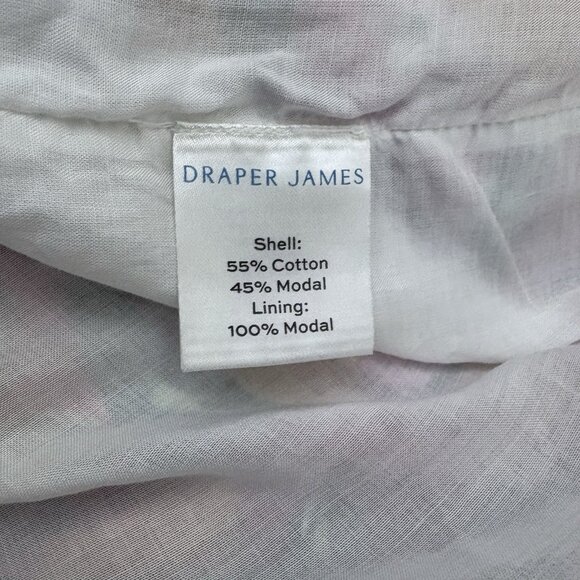 DRAPER JAMES
Shell:
55% Cotton
45% Modal
Lining:
100% Modal